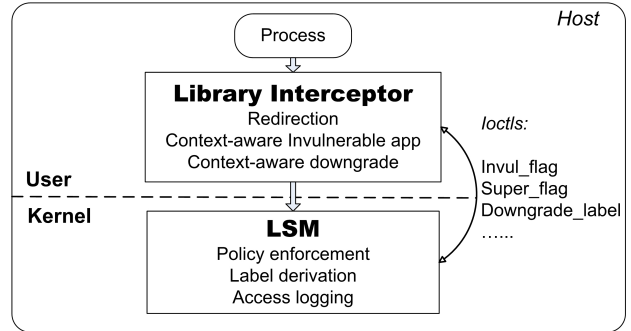 Host
Process
Library Interceptor
Redirection
Context-aware Invulnerable app
Context-aware downgrade
Ioctls:
Invul_flag
Super_flag
Downgrade_label
…...
User
Kernel
LSM
Policy enforcement
Label derivation
Access logging